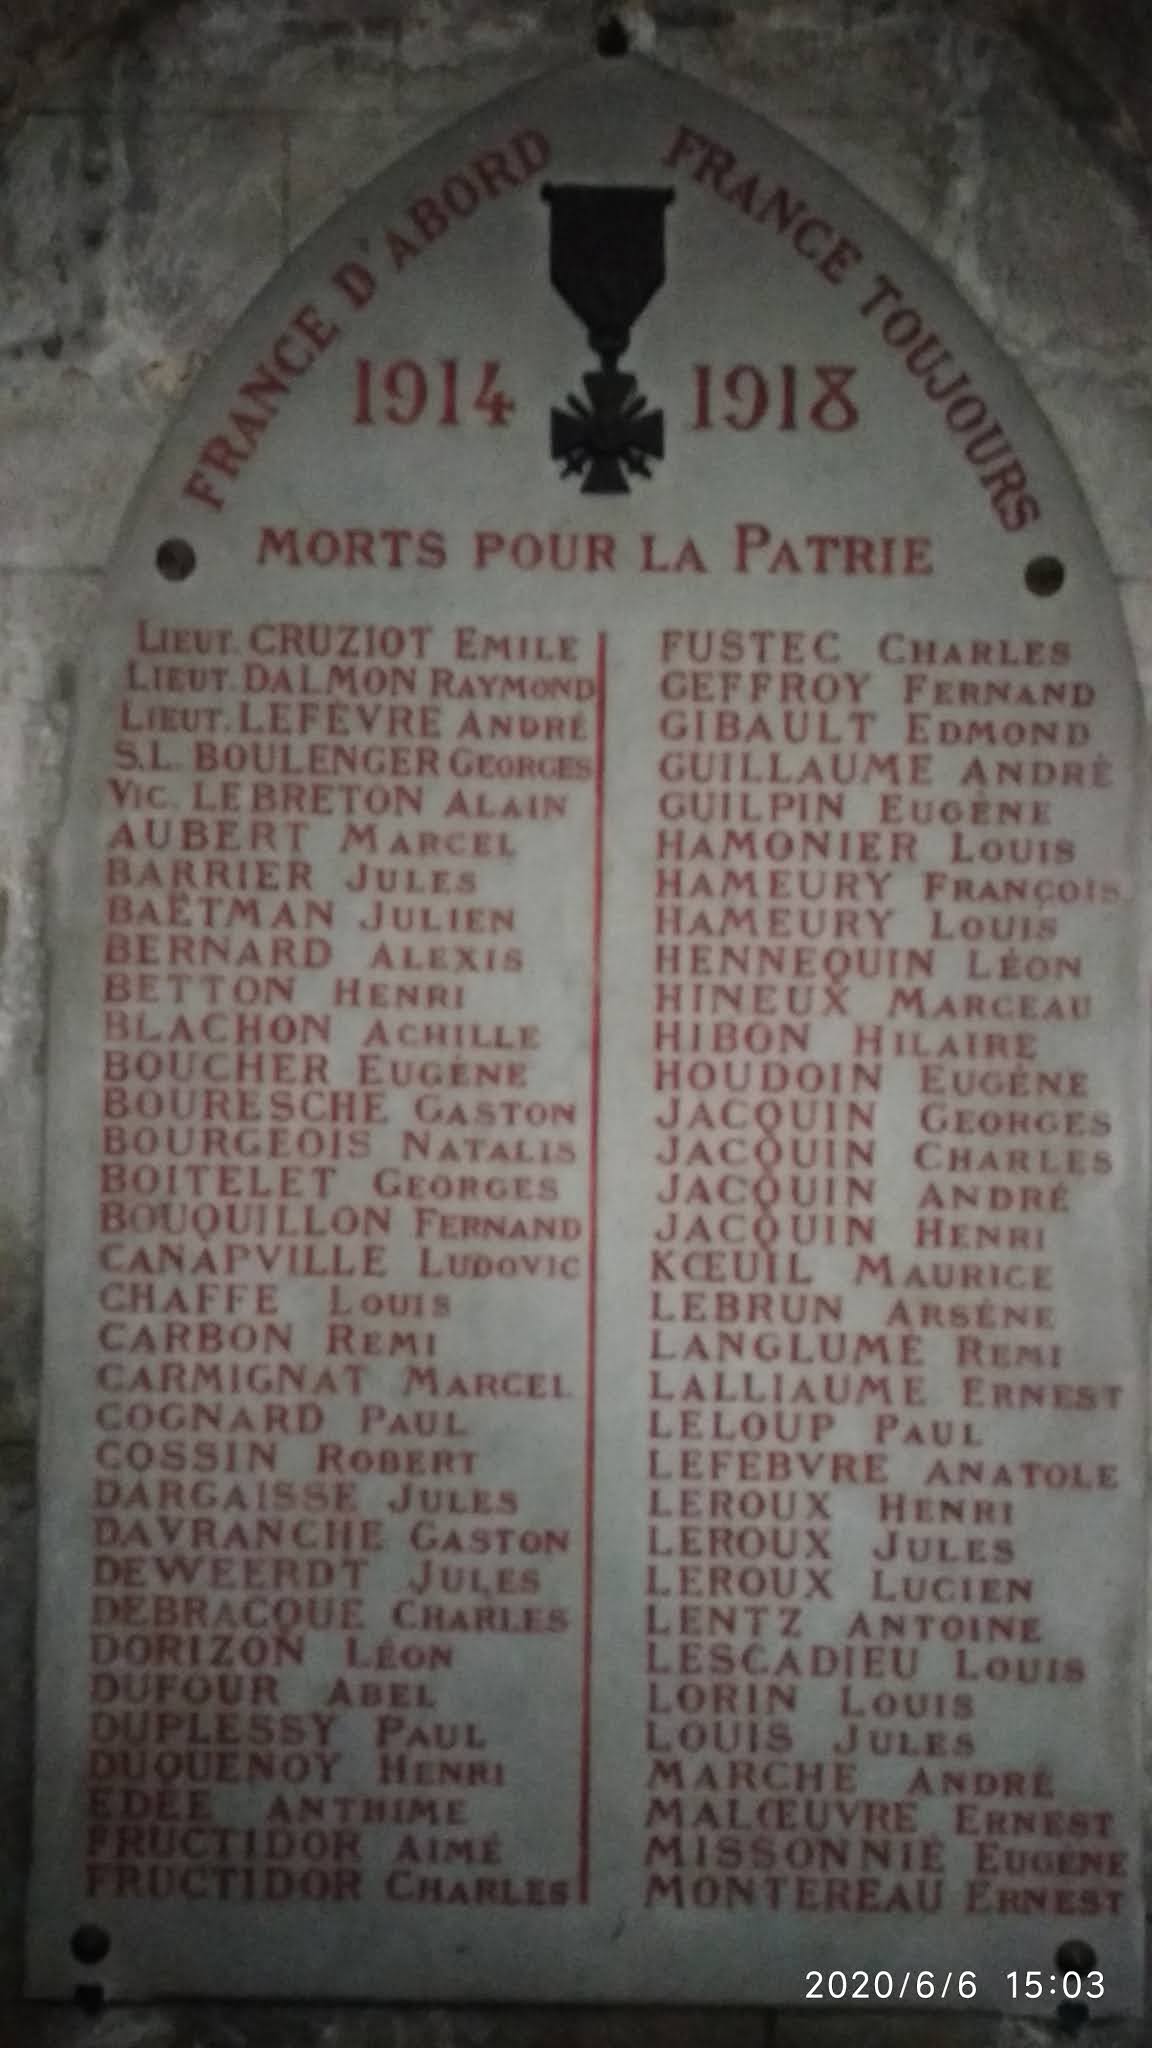 FRANCE D'ABORD FRANCE TOUJOURS
1914 1918
MORTS POUR LA PATRIE
LIEUT. CRUZIOT EMILE
LIEUT. DALMON RAYMOND
LIEUT. LEFÈVRE ANDRÉ
S.L. BOULENGER GEORGES
VIC. LE BRETON ALAIN
AUBERT MARCEL
BARRIER JULES
BAËTMAN JULIEN
BERNARD ALEXIS
BETTON HENRI
BLACHON ACHILLE
BOUCHER EUGÈNE
BOURESCHE GASTON
BOURGEOIS NATALIS
BOITELET GEORGES
BOUQUILLON FERNAND
CANAPVILLE LUDOVIC
CHAFFE LOUIS
CARBON REMI
CARMIGNAT MARCEL
COGNARD PAUL
COSSIN ROBERT
DARGAISSE JULES
DAVRANCHE GASTON
DEWEERDT JULES
DEBRACQUE CHARLES
DORIZON LÉON
DUFOUR ABEL
DUPLESSY PAUL
DUQUENOY HENRI
EDÉE ANTHIME
FRUCTIDOR AIMÉ
FRUCTIDOR CHARLES
FUSTEC CHARLES
GEFFROY FERNAND
GIBAULT EDMOND
GUILLAUME ANDRÉ
GUILPIN EUGÈNE
HAMONIER LOUIS
HAMEURY FRANÇOIS
HAMEURY LOUIS
HENNEQUIN LÉON
HINEUX MARCEAU
HIBON HILAIRE
HOUDOIN EUGÈNE
JACQUIN GEORGES
JACQUIN CHARLES
JACQUIN ANDRÉ
JACQUIN HENRI
KŒUIL MAURICE
LEBRUN ARSÈNE
LANGLUMÉ REMI
LALLIAUME ERNEST
LELOUP PAUL
LEFEBVRE ANATOLE
LEROUX HENRI
LEROUX JULES
LEROUX LUCIEN
LENTZ ANTOINE
LESCADIEU LOUIS
LORIN LOUIS
LOUIS JULES
MARCHE ANDRÉ
MALŒUVRE ERNEST
MISSONNIÉ EUGÈNE
MONTEREAU ERNEST
2020/6/6 15:03